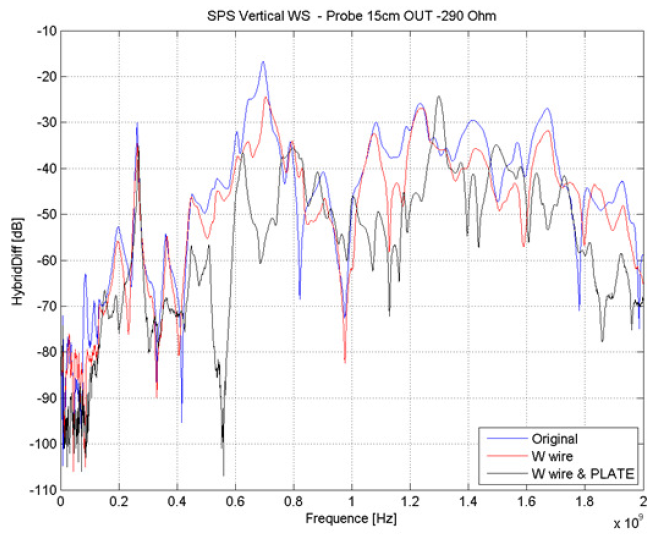 SPS Vertical WS - Probe 15cm OUT -290 Ohm
-10
-20
-30
-40
-50
-60
-70
-80
-90
-100
-110
HybridDiff [dB]
0 0.2 0.4 0.6 0.8 1 1.2 1.4 1.6 1.8 2
Frequence [Hz]
x 10^9
Original
W wire
W wire & PLATE